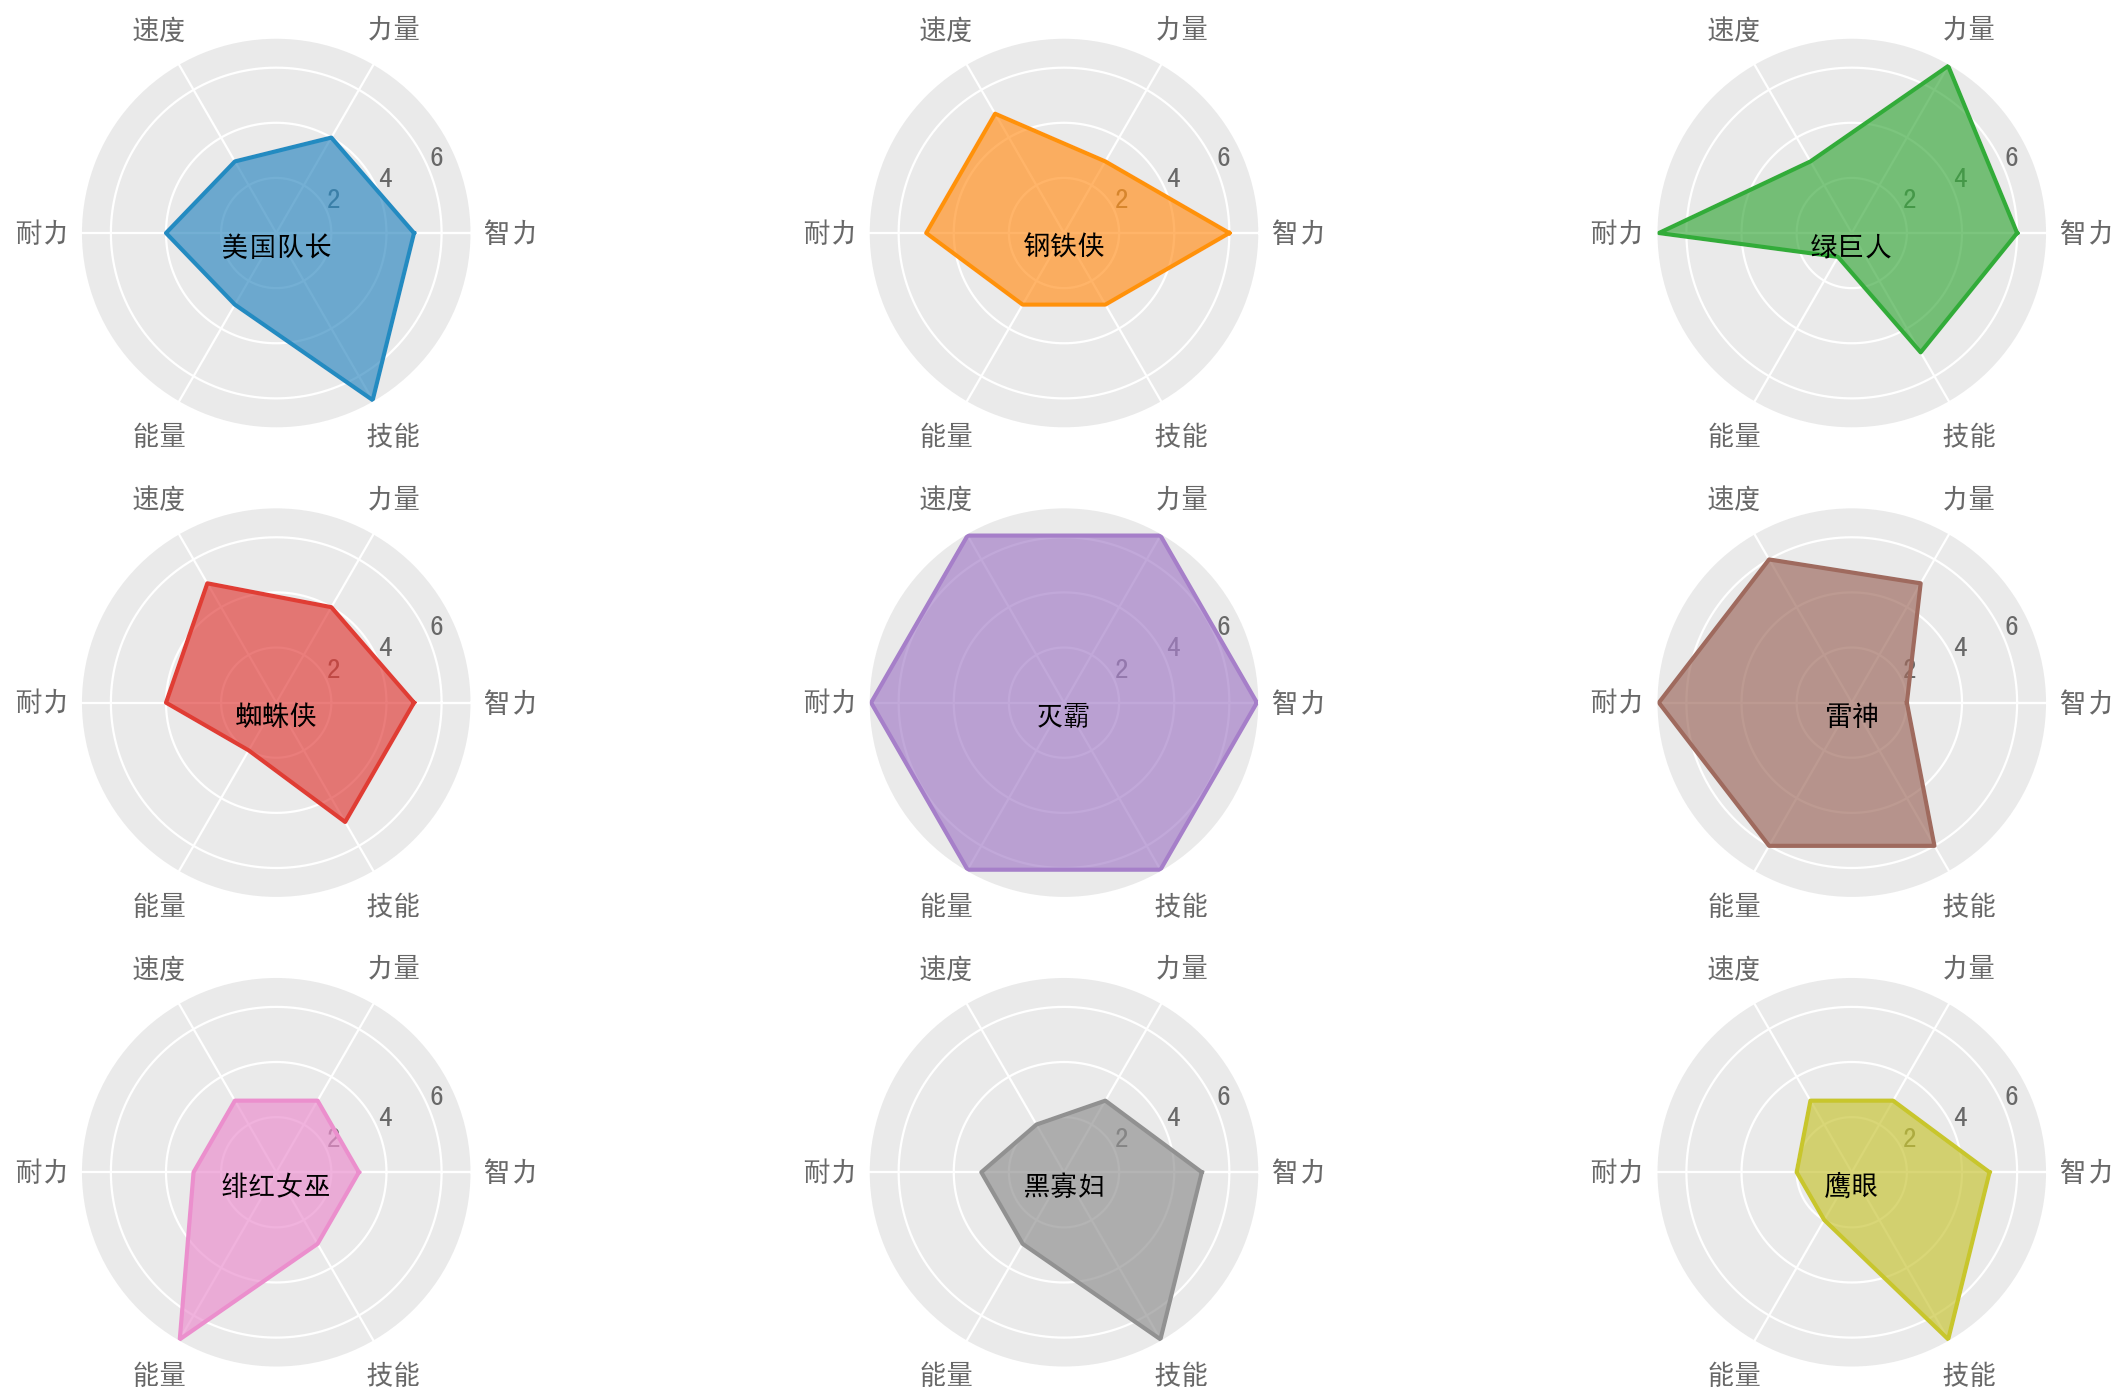 速度 力量
6
4
2
耐力 智力
美国队长
能量 技能
速度 力量
6
4
2
耐力 智力
钢铁侠
能量 技能
速度 力量
6
4
2
耐力 智力
绿巨人
能量 技能
速度 力量
6
4
2
耐力 智力
蜘蛛侠
能量 技能
速度 力量
6
4
2
耐力 智力
灭霸
能量 技能
速度 力量
6
4
2
耐力 智力
雷神
能量 技能
速度 力量
6
4
2
耐力 智力
绯红女巫
能量 技能
速度 力量
6
4
2
耐力 智力
黑寡妇
能量 技能
速度 力量
6
4
2
耐力 智力
鹰眼
能量 技能